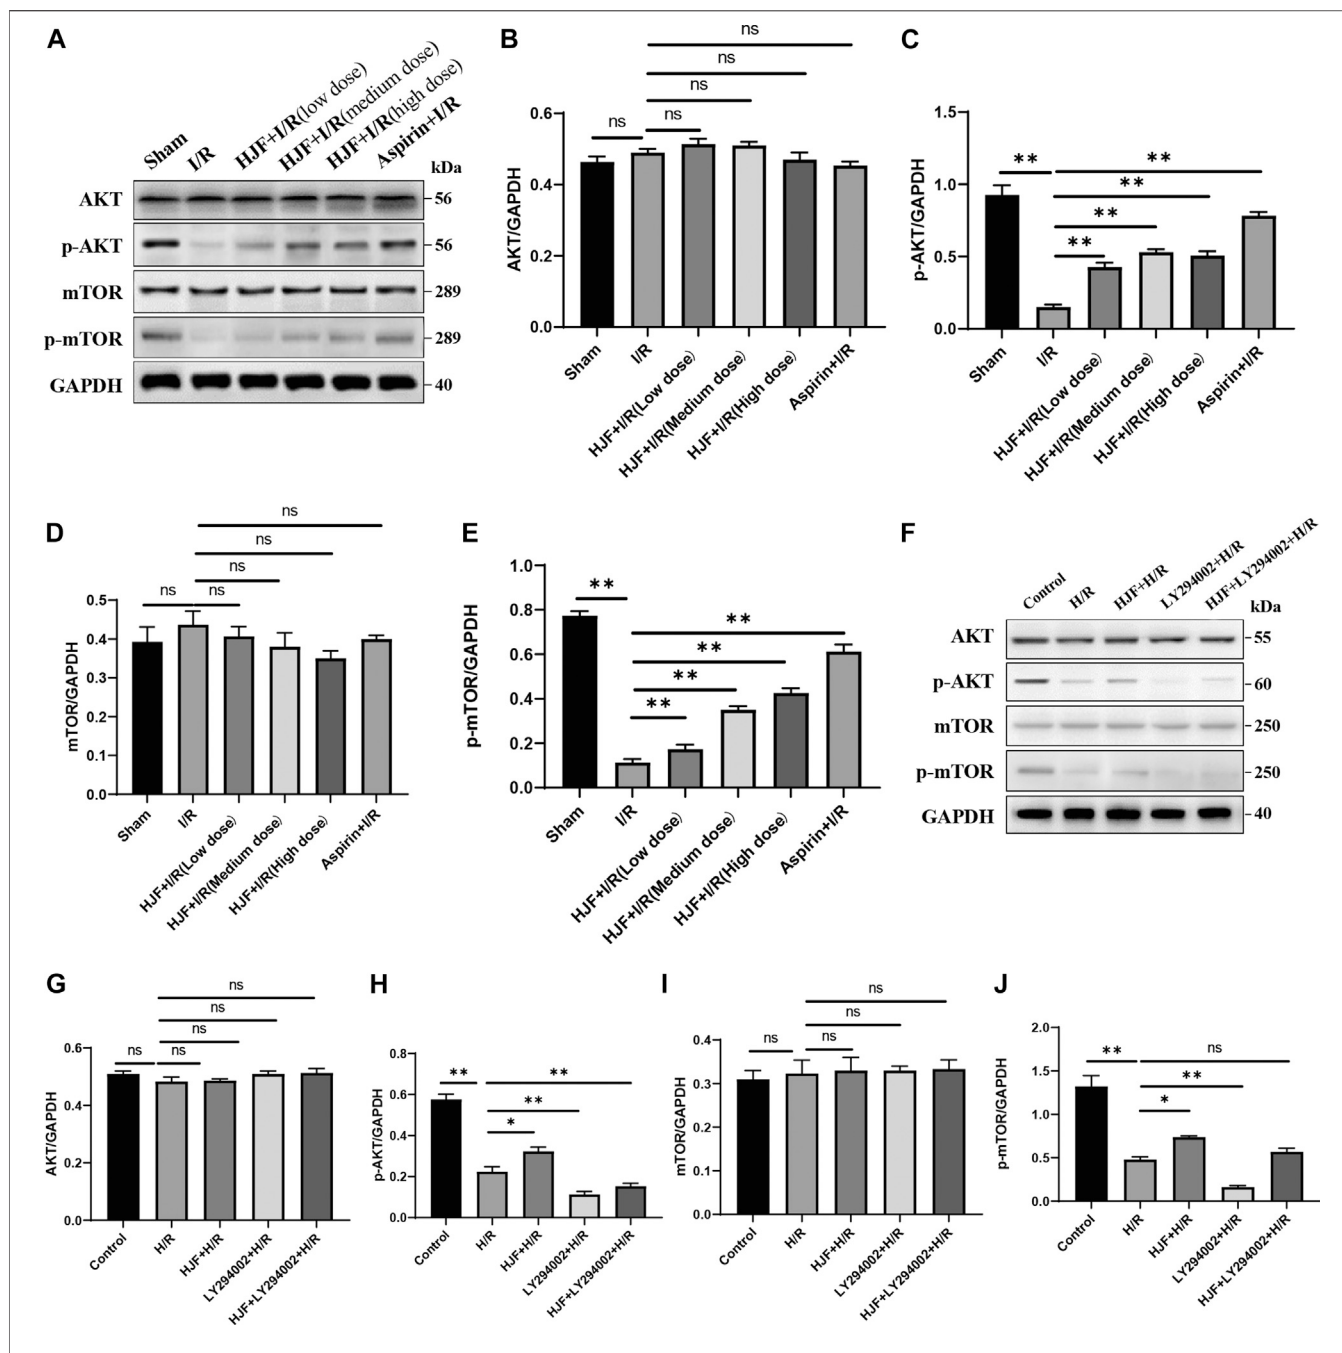 A
Sham
I/R
HJF+I/R(low dose)
HJF+I/R(medium dose)
HJF+I/R(high dose)
Aspirin+I/R
kDa
AKT
56
p-AKT
56
mTOR
289
p-mTOR
289
GAPDH
40
B
ns
ns
ns
ns
ns
AKT/GAPDH
0.6
0.4
0.2
0.0
Sham
I/R
HJF+I/R(Low dose)
HJF+I/R(Medium dose)
HJF+I/R(High dose)
Aspirin+I/R
C
**
**
**
**
**
p-AKT/GAPDH
1.5
1.0
0.5
0.0
Sham
I/R
HJF+I/R(Low dose)
HJF+I/R(Medium dose)
HJF+I/R(High dose)
Aspirin+I/R
D
ns
ns
ns
ns
ns
mTOR/GAPDH
0.5
0.4
0.3
0.2
0.1
0.0
Sham
I/R
HJF+I/R(Low dose)
HJF+I/R(Medium dose)
HJF+I/R(High dose)
Aspirin+I/R
E
**
**
**
**
**
p-mTOR/GAPDH
1.0
0.8
0.6
0.4
0.2
0.0
Sham
I/R
HJF+I/R(Low dose)
HJF+I/R(Medium dose)
HJF+I/R(High dose)
Aspirin+I/R
F
Control
H/R
HJF+H/R
LY294002+H/R
HJF+LY294002+H/R
kDa
AKT
55
p-AKT
60
mTOR
250
p-mTOR
250
GAPDH
40
G
ns
ns
ns
ns
ns
AKT/GAPDH
0.6
0.4
0.2
0.0
Control
H/R
HJF+H/R
LY294002+H/R
HJF+LY294002+H/R
H
**
**
**
*
p-AKT/GAPDH
0.8
0.6
0.4
0.2
0.0
Control
H/R
HJF+H/R
LY294002+H/R
HJF+LY294002+H/R
I
ns
ns
ns
ns
mTOR/GAPDH
0.4
0.3
0.2
0.1
0.0
Control
H/R
HJF+H/R
LY294002+H/R
HJF+LY294002+H/R
J
**
ns
**
*
p-mTOR/GAPDH
2.0
1.5
1.0
0.5
0.0
Control
H/R
HJF+H/R
LY294002+H/R
HJF+LY294002+H/R